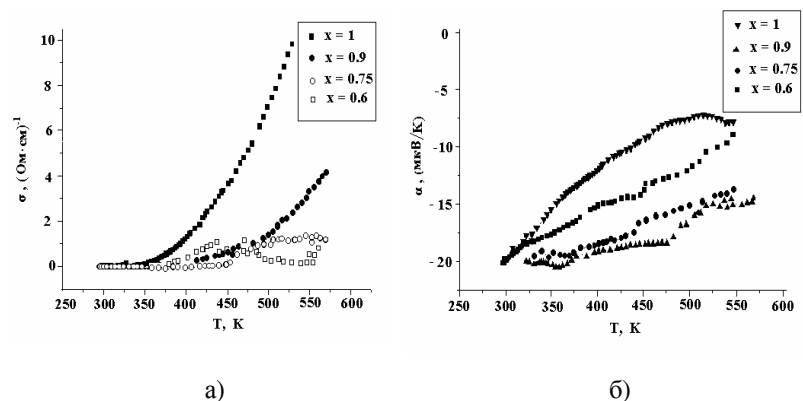 10
8
6
4
2
0
σ , (Ом·см)⁻¹
250 300 350 400 450 500 550 600
T, K
x = 1
x = 0.9
x = 0.75
x = 0.6
а)
0
-5
-10
-15
-20
α , (мкВ/К)
250 300 350 400 450 500 550 600
T, K
x = 1
x = 0.9
x = 0.75
x = 0.6
б)